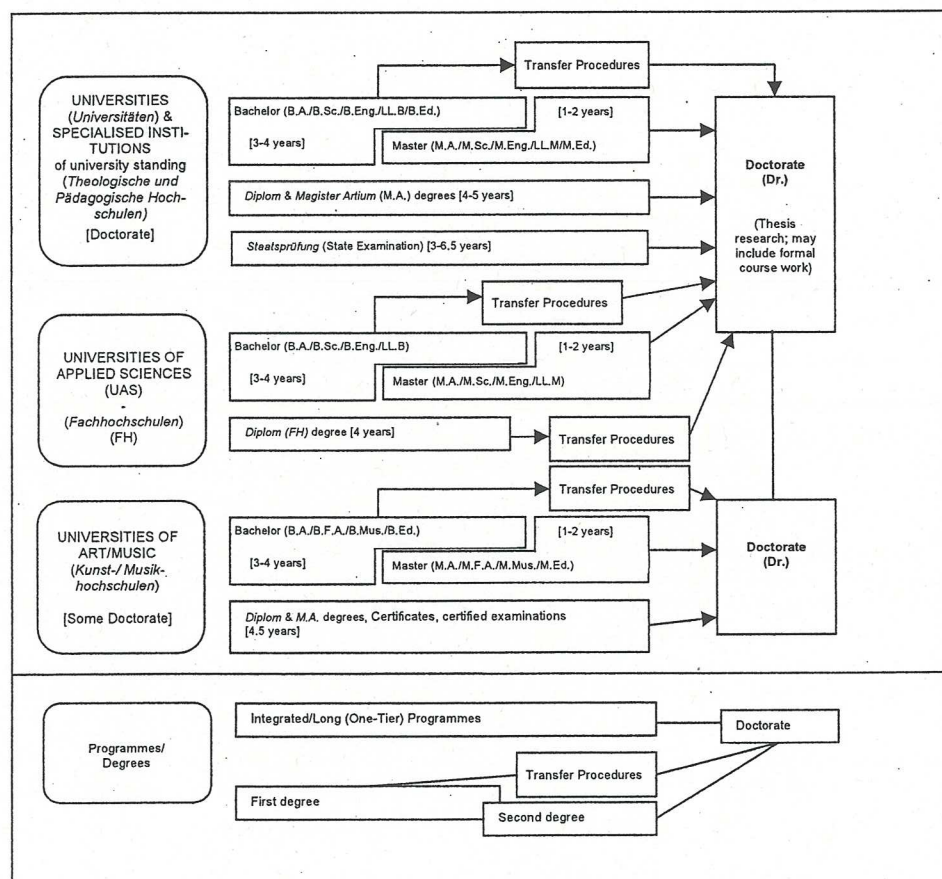 UNIVERSITIES
(Universitäten) &
SPECIALISED INSTI-
TUTIONS
of university standing
(Theologische und
Pädagogische Hoch-
schulen)
[Doctorate]
Transfer Procedures
Bachelor (B.A./B.Sc./B.Eng./LL.B/B.Ed.)
[3-4 years]
[1-2 years]
Master (M.A./M.Sc./M.Eng./LL.M/M.Ed.)
Diplom & Magister Artium (M.A.) degrees [4-5 years]
Staatsprüfung (State Examination) [3-6.5 years]
Doctorate
(Dr.)
(Thesis
research; may
include formal
course work)
UNIVERSITIES OF
APPLIED SCIENCES
(UAS)
-
(Fachhochschulen)
(FH)
Transfer Procedures
Bachelor (B.A./B.Sc./B.Eng./LL.B)
[3-4 years]
[1-2 years]
Master (M.A./M.Sc./M.Eng./LL.M)
Diplom (FH) degree [4 years]
Transfer Procedures
UNIVERSITIES OF
ART/MUSIC
(Kunst-/ Musik-
hochschulen)
[Some Doctorate]
Transfer Procedures
Bachelor (B.A./B.F.A./B.Mus./B.Ed.)
[3-4 years]
[1-2 years]
Master (M.A./M.F.A./M.Mus./M.Ed.)
Diplom & M.A. degrees, Certificates, certified examinations
[4.5 years]
Doctorate
(Dr.)
Programmes/
Degrees
Integrated/Long (One-Tier) Programmes
Doctorate
Transfer Procedures
First degree
Second degree